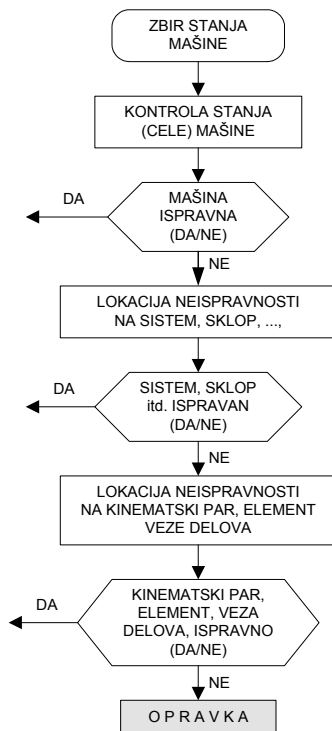 ZBIR STANJA
MAŠINE
KONTROLA STANJA
(CELE) MAŠINE
DA
MAŠINA
ISPRAVNA
(DA/NE)
NE
LOKACIJA NEISPRAVNOSTI
NA SISTEM, SKLOP, ...,
DA
SISTEM, SKLOP
itd. ISPRAVAN
(DA/NE)
NE
LOKACIJA NEISPRAVNOSTI
NA KINEMATSKI PAR, ELEMENT
VEZE DELOVA
DA
KINEMATSKI PAR,
ELEMENT, VEZA
DELOVA, ISPRAVNO
(DA/NE)
NE
O P R A V K A